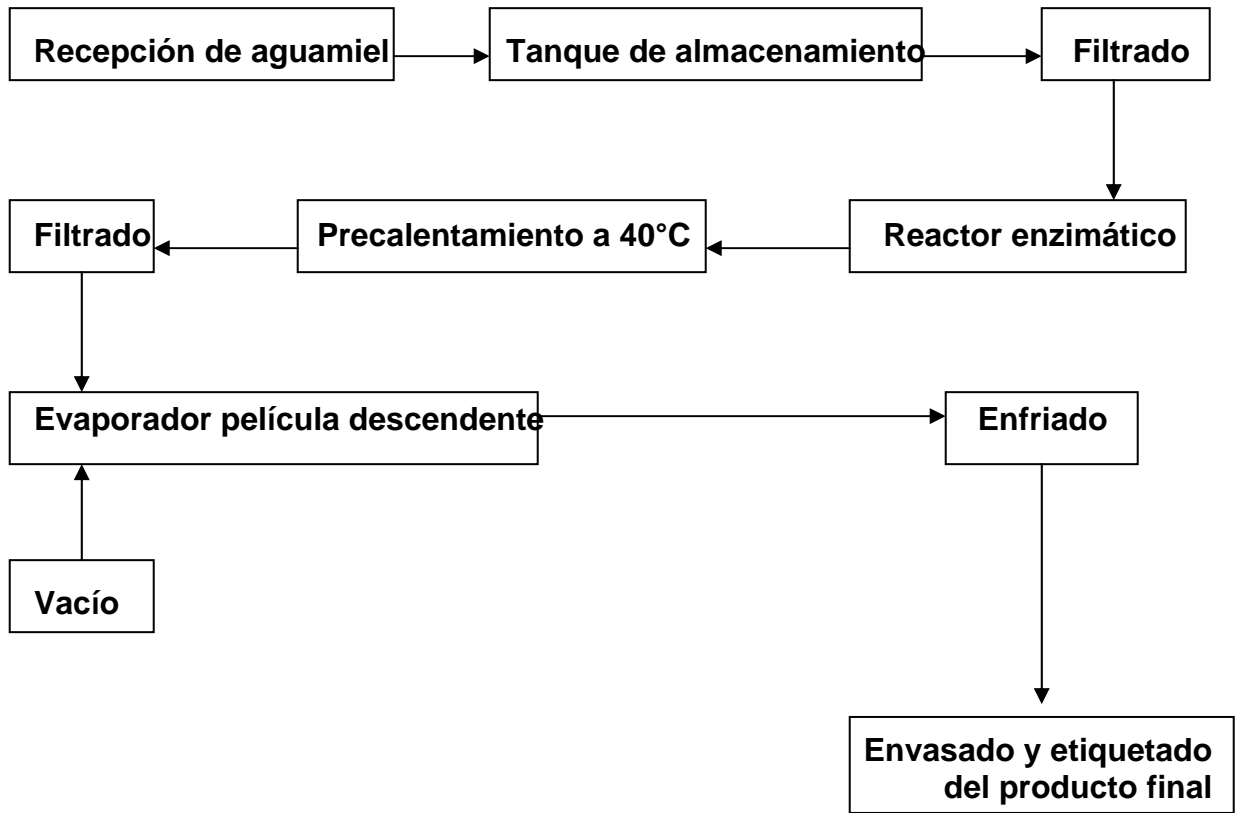 Recepción de aguamiel
Tanque de almacenamiento
Filtrado
Reactor enzimático
Precalentamiento a 40°C
Filtrado
Evaporador película descendente
Enfriado
Vacío
Envasado y etiquetado
del producto final